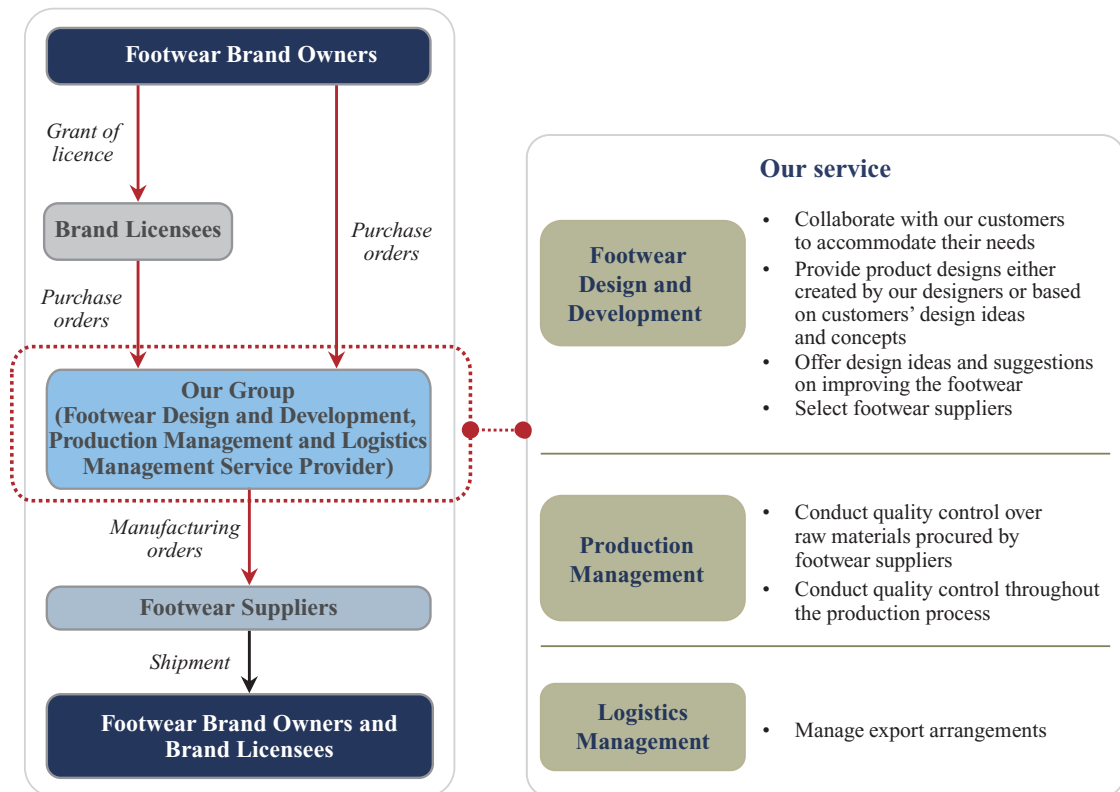 Footwear Brand Owners
Grant of
licence
Brand Licensees
Purchase
orders
Purchase
orders
Our Group
(Footwear Design and Development,
Production Management and Logistics
Management Service Provider)
Manufacturing
orders
Footwear Suppliers
Shipment
Footwear Brand Owners and
Brand Licensees
Our service
Footwear
Design and
Development
• Collaborate with our customers
to accommodate their needs
• Provide product designs either
created by our designers or based
on customers’ design ideas
and concepts
• Offer design ideas and suggestions
on improving the footwear
• Select footwear suppliers
Production
Management
• Conduct quality control over
raw materials procured by
footwear suppliers
• Conduct quality control throughout
the production process
Logistics
Management
• Manage export arrangements